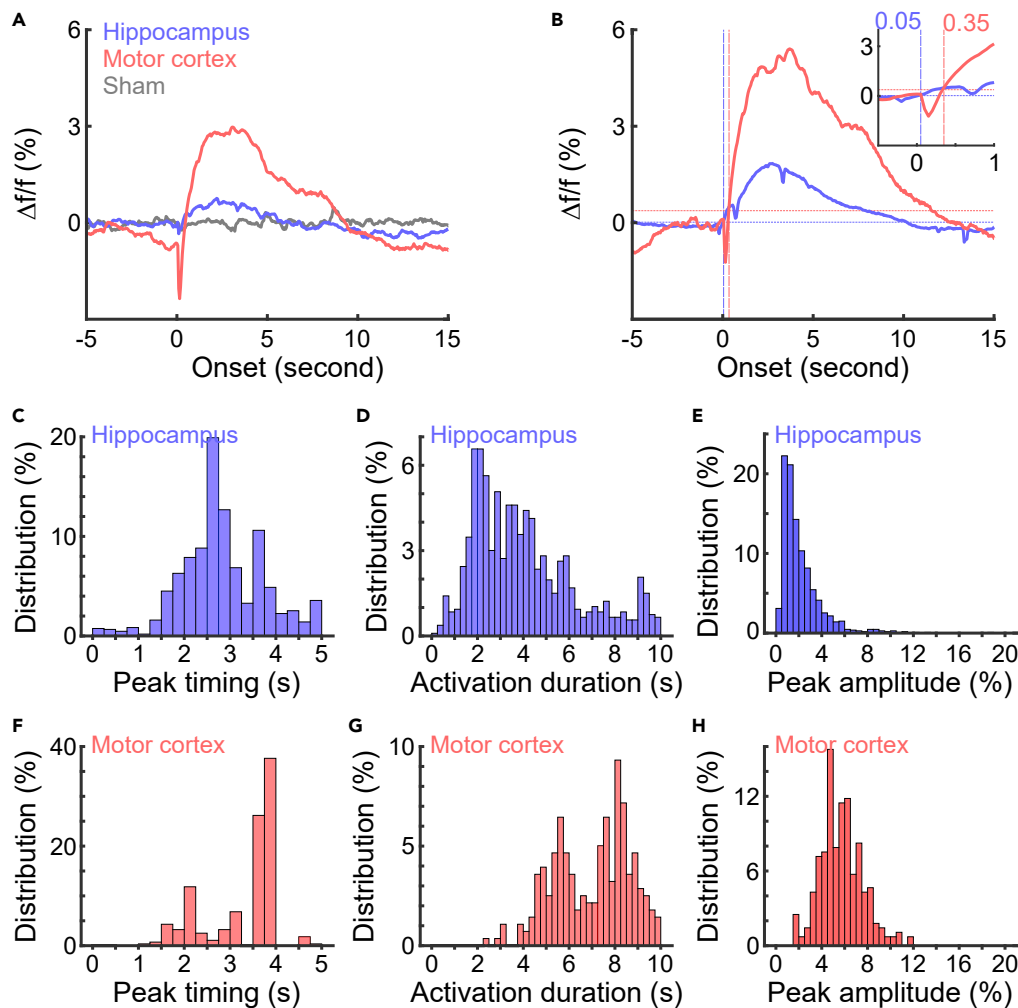 A
Hippocampus
Motor cortex
Sham
6
3
0
Δf/f (%)
-5 0 5 10 15
Onset (second)
B
6
3
0
Δf/f (%)
-5 0 5 10 15
Onset (second)
0.05 0.35
3
0
0 1
C
Hippocampus
20
10
0
Distribution (%)
0 1 2 3 4 5
Peak timing (s)
D
Hippocampus
6
3
0
Distribution (%)
0 2 4 6 8 10
Activation duration (s)
E
Hippocampus
20
10
0
Distribution (%)
0 4 8 12 16 20
Peak amplitude (%)
F
Motor cortex
40
20
0
Distribution (%)
0 1 2 3 4 5
Peak timing (s)
G
Motor cortex
10
5
0
Distribution (%)
0 2 4 6 8 10
Activation duration (s)
H
Motor cortex
12
6
0
Distribution (%)
0 4 8 12 16 20
Peak amplitude (%)